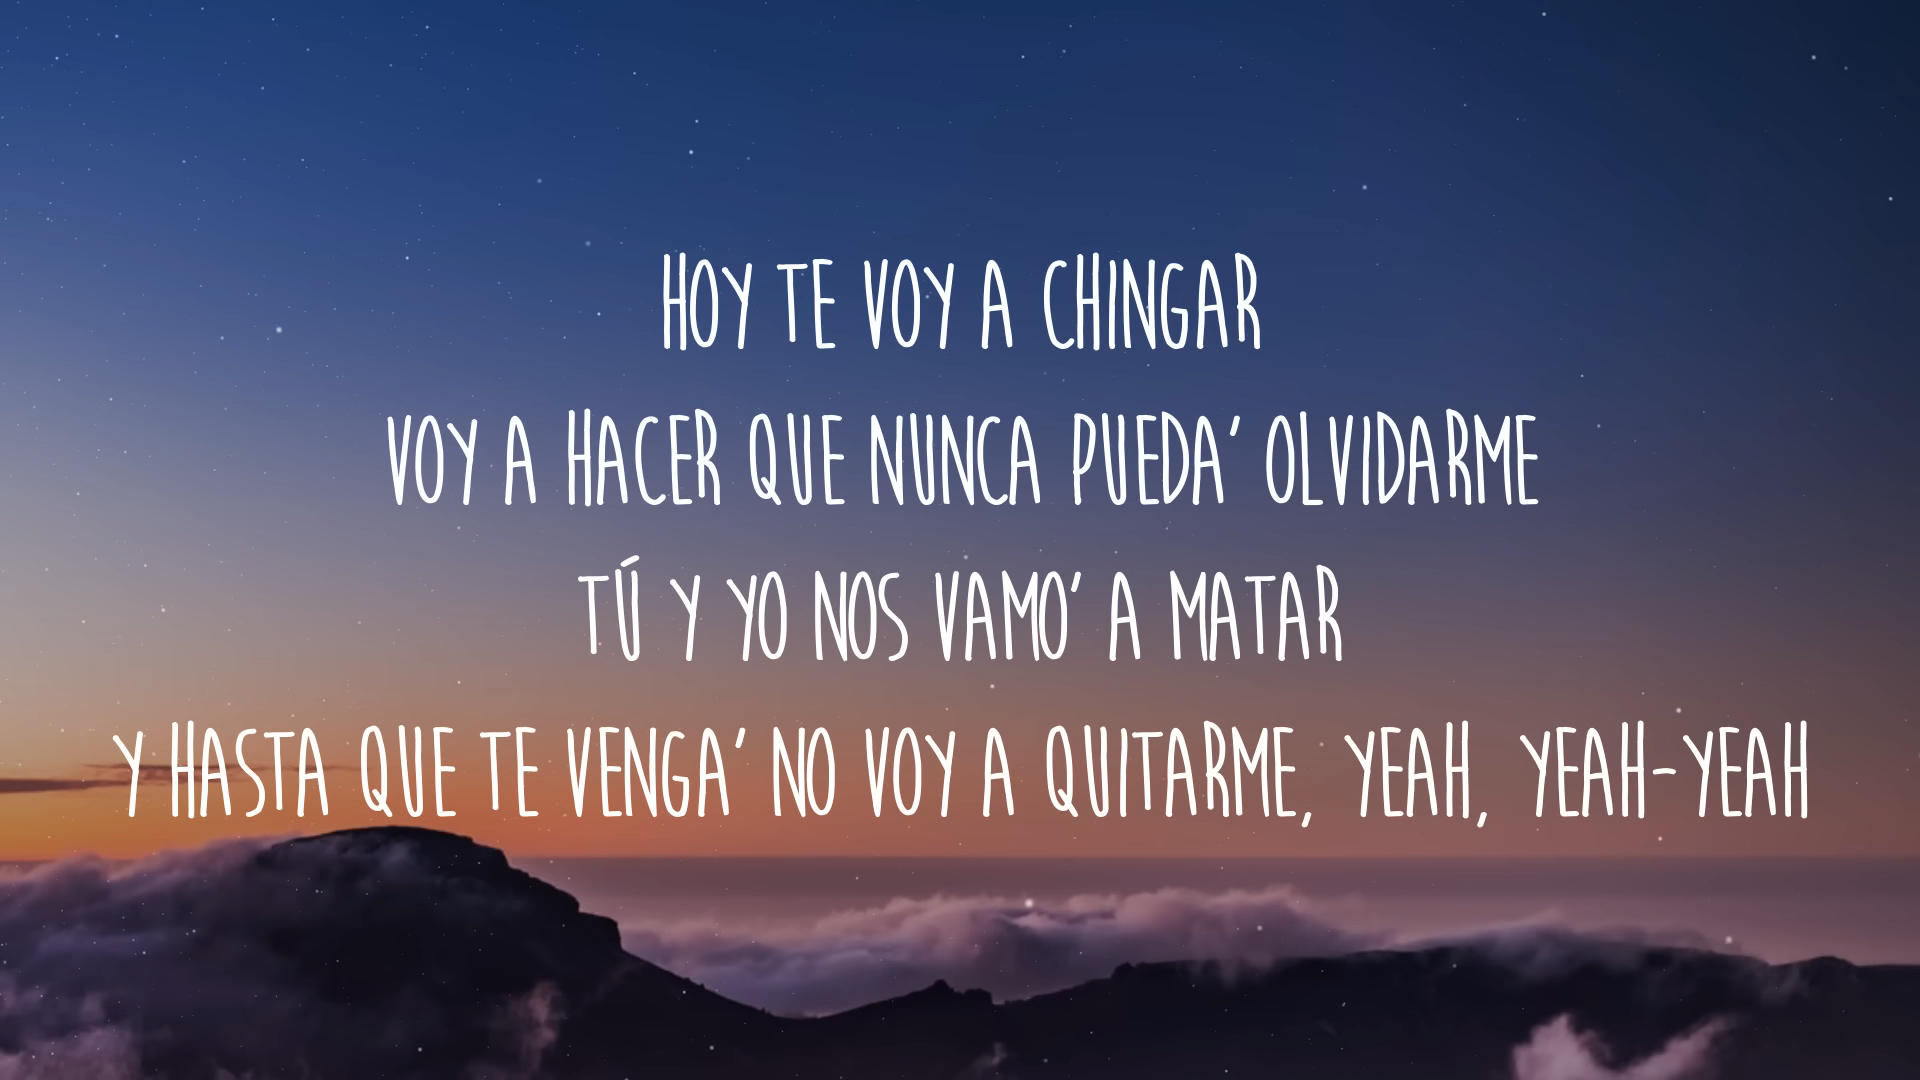 HOY TE VOY A CHINGAR
VOY A HACER QUE NUNCA PUEDA' OLVIDARME
TÚ Y YO NOS VAMO' A MATAR
Y HASTA QUE TE VENGA' NO VOY A QUITARME, YEAH, YEAH-YEAH